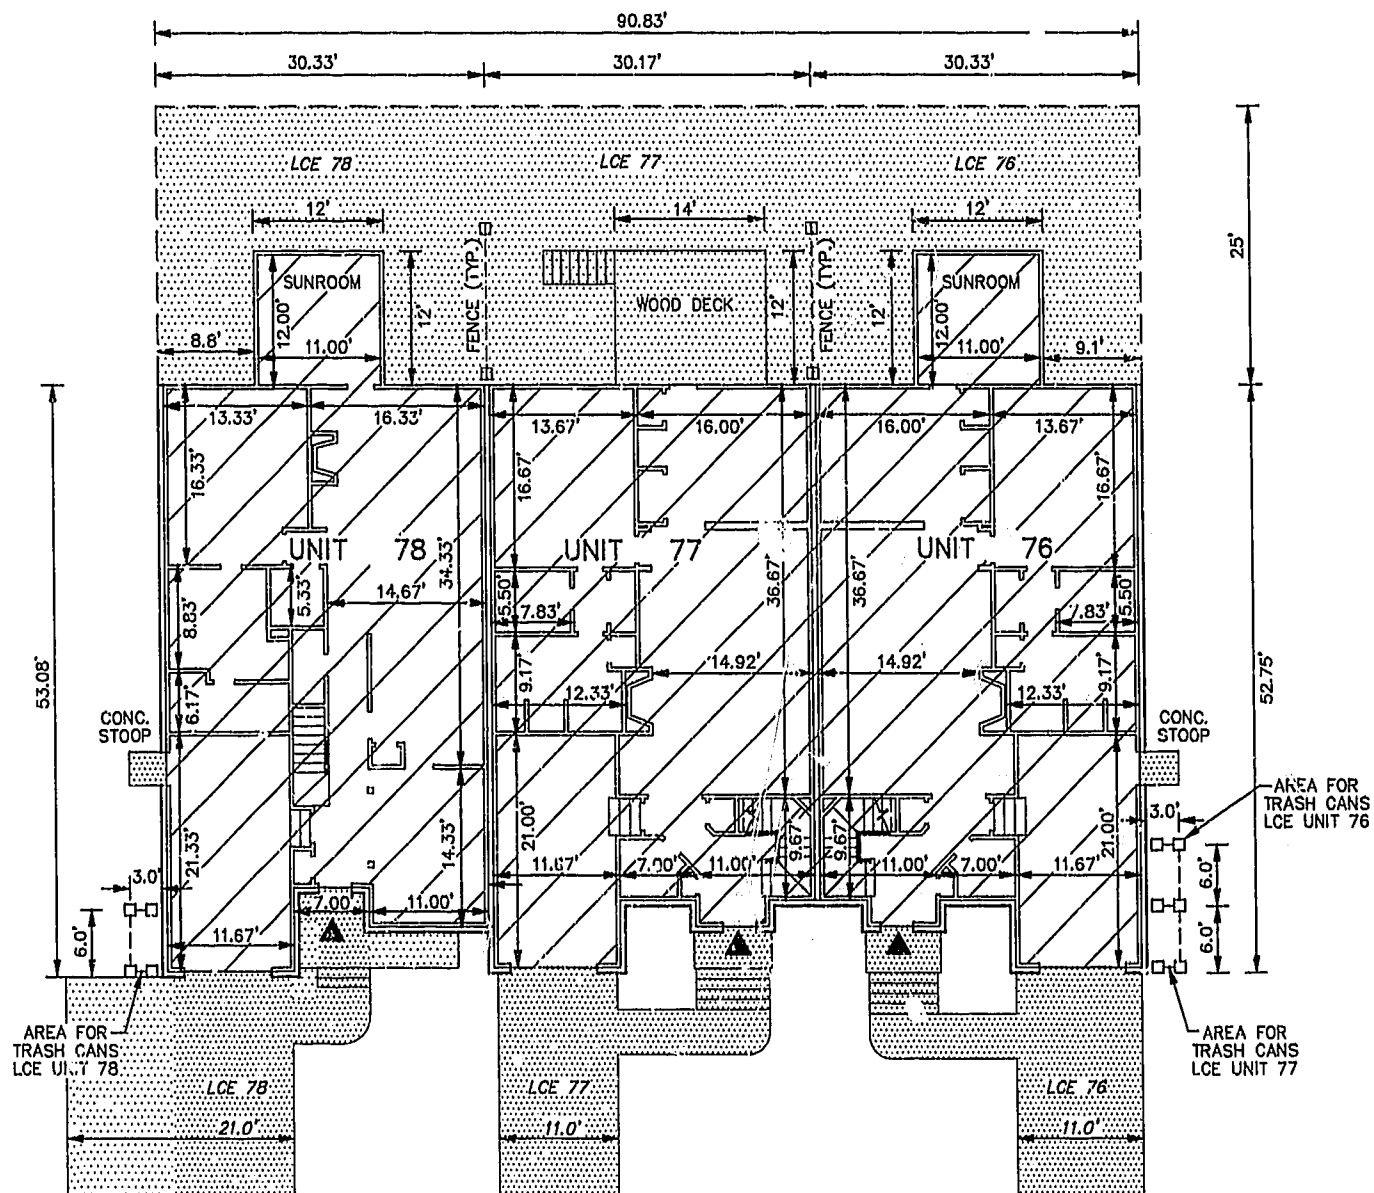 90.83'
30.33' 30.17' 30.33'
LCE 78 LCE 77 LCE 76
12' 14' 12'
25'
SUNROOM
12.00'
11.00'
12'
8.8'
FENCE (TYP.)
WOOD DECK
12'
FENCE (TYP.)
12'
SUNROOM
12.00'
11.00'
9.1'
13.33' 16.33' 13.67' 16.00' 16.00' 13.67'
16.33' 16.67' 16.67'
UNIT 78 UNIT 77 UNIT 76
34.33' 36.67' 36.67'
5.33' 14.67' 5.50' 7.83' 7.83' 5.50'
8.83'
9.17' 14.92' 14.92' 9.17'
6.17' 12.33' 12.33'
53.08' 52.75'
CONC.
STOOP
CONC.
STOOP
AREA FOR
TRASH CANS
LCE UNIT 76
3.0'
21.33' 14.33' 21.00' 9.67' 9.67' 21.00'
11.67' 7.00' 11.00' 11.00' 7.00' 11.67'
3.0' 7.00' 11.00'
6.0' 11.67'
6.0'
6.0'
AREA FOR
TRASH CANS
LCE UNIT 78
AREA FOR
TRASH CANS
LCE UNIT 77
LCE 78 LCE 77 LCE 76
21.0' 11.0' 11.0'